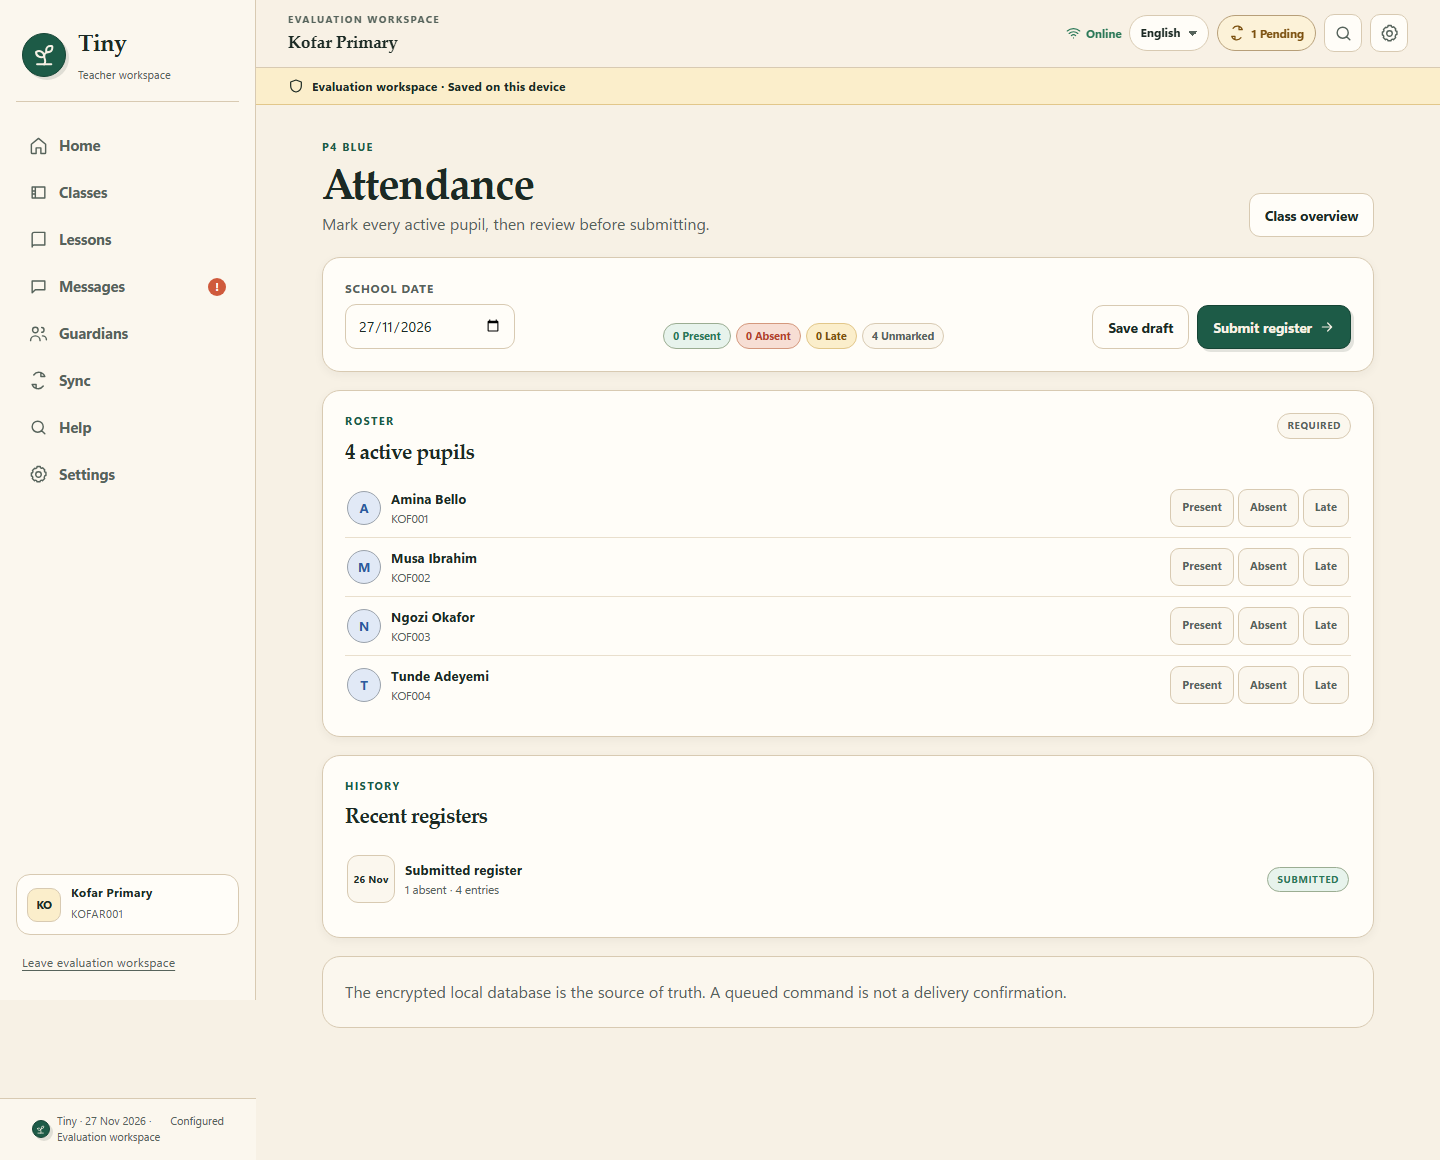 Tiny
Teacher workspace
Home
Classes
Lessons
Messages
!
Guardians
Sync
Help
Settings
KO
Kofar Primary
KOFAR001
Leave evaluation workspace
Tiny · 27 Nov 2026 ·
Evaluation workspace
Configured
EVALUATION WORKSPACE
Kofar Primary
Online
English
1 Pending
Evaluation workspace · Saved on this device
P4 BLUE
Attendance
Mark every active pupil, then review before submitting.
Class overview
SCHOOL DATE
27/11/2026
0 Present
0 Absent
0 Late
4 Unmarked
Save draft
Submit register
ROSTER
4 active pupils
REQUIRED
A
Amina Bello
KOF001
Present
Absent
Late
M
Musa Ibrahim
KOF002
Present
Absent
Late
N
Ngozi Okafor
KOF003
Present
Absent
Late
T
Tunde Adeyemi
KOF004
Present
Absent
Late
HISTORY
Recent registers
26 Nov
Submitted register
1 absent · 4 entries
SUBMITTED
The encrypted local database is the source of truth. A queued command is not a delivery confirmation.